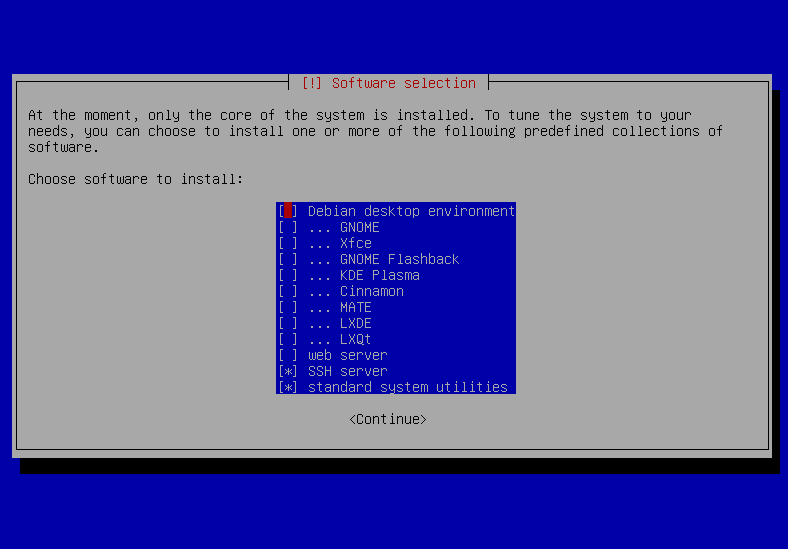 [!] Software selection
At the moment, only the core of the system is installed. To tune the system to your
needs, you can choose to install one or more of the following predefined collections of
software.
Choose software to install:
[ ] Debian desktop environment
[ ] ... GNOME
[ ] ... Xfce
[ ] ... GNOME Flashback
[ ] ... KDE Plasma
[ ] ... Cinnamon
[ ] ... MATE
[ ] ... LXDE
[ ] ... LXQt
[ ] web server
[*] SSH server
[*] standard system utilities
<Continue>